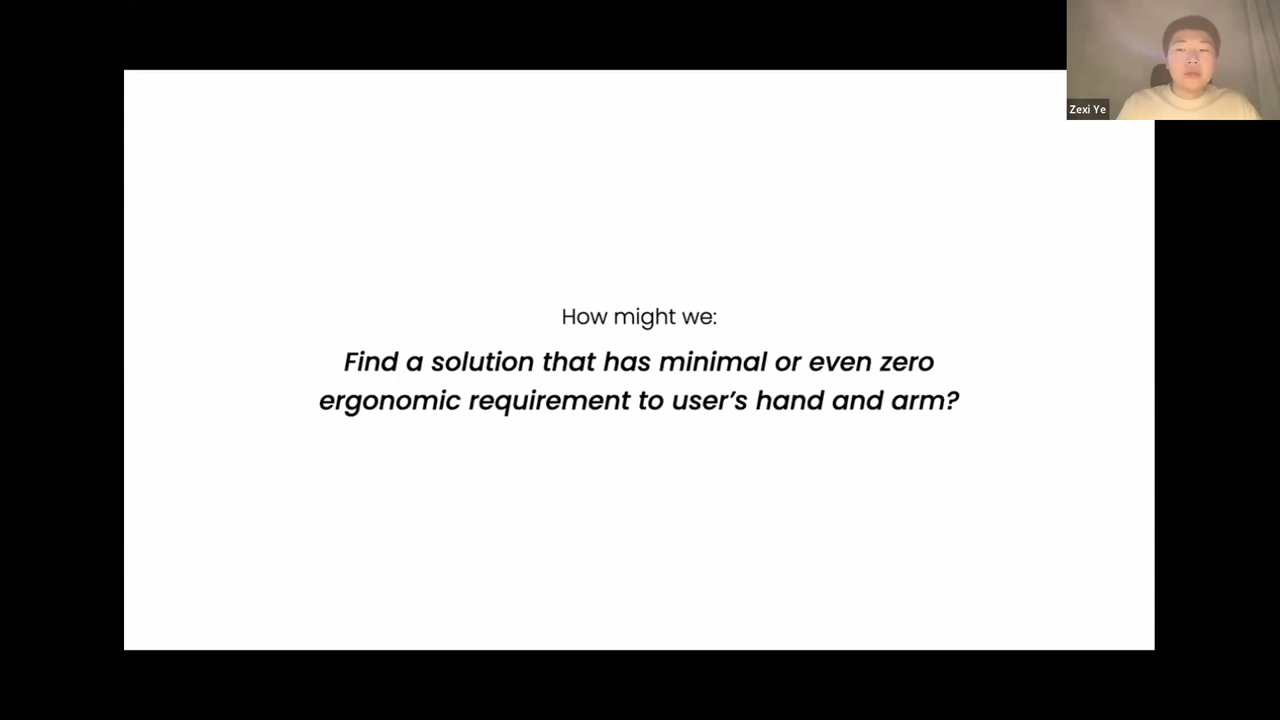 Zexi Ye
How might we:
Find a solution that has minimal or even zero
ergonomic requirement to user's hand and arm?